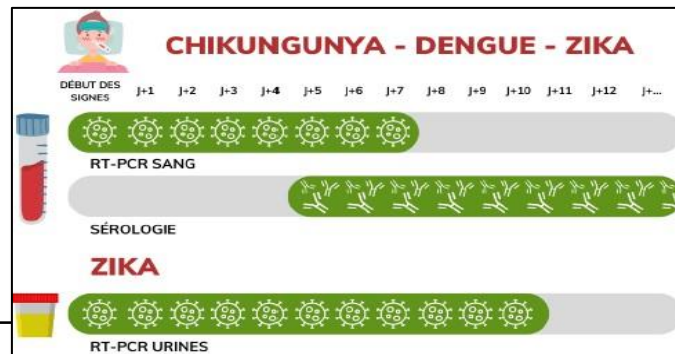 CHIKUNGUNYA - DENGUE - ZIKA
DÉBUT DES
SIGNES J+1 J+2 J+3 J+4 J+5 J+6 J+7 J+8 J+9 J+10 J+11 J+12 J+...
RT-PCR SANG
SÉROLOGIE
ZIKA
RT-PCR URINES